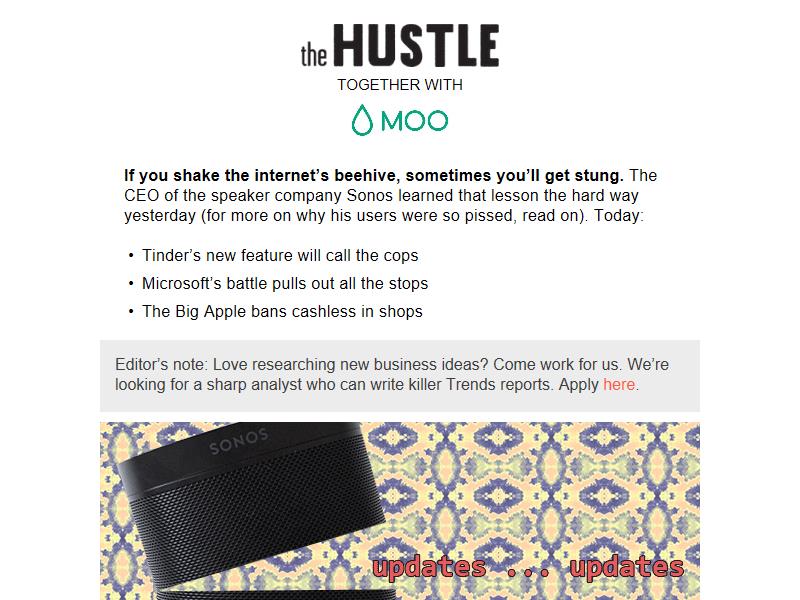 the HUSTLE
TOGETHER WITH
MOO
If you shake the internet’s beehive, sometimes you’ll get stung. The
CEO of the speaker company Sonos learned that lesson the hard way
yesterday (for more on why his users were so pissed, read on). Today:
• Tinder’s new feature will call the cops
• Microsoft’s battle pulls out all the stops
• The Big Apple bans cashless in shops
Editor’s note: Love researching new business ideas? Come work for us. We’re
looking for a sharp analyst who can write killer Trends reports. Apply here.
SONOS
updates ... updates